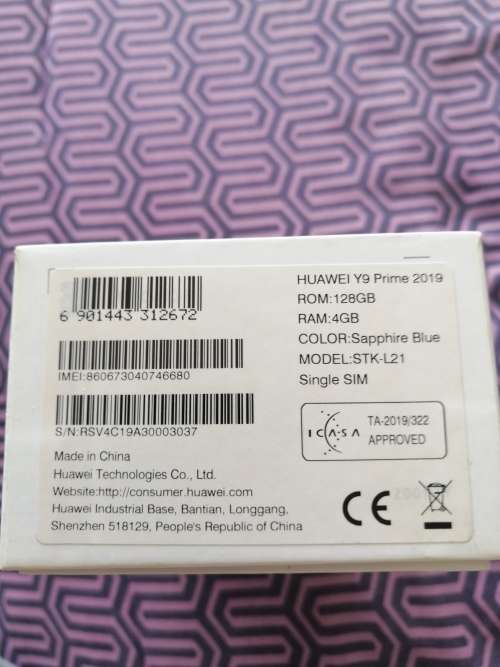 6 901443 312672
IMEI:860673040746680
S/N:RSV4C19A30003037
Made in China
Huawei Technologies Co., Ltd.
Website:http://consumer.huawei.com
Huawei Industrial Base, Bantian, Longgang,
Shenzhen 518129, People's Republic of China
HUAWEI Y9 Prime 2019
ROM:128GB
RAM:4GB
COLOR:Sapphire Blue
MODEL:STK-L21
Single SIM
ICASA
TA-2019/322
APPROVED
CE